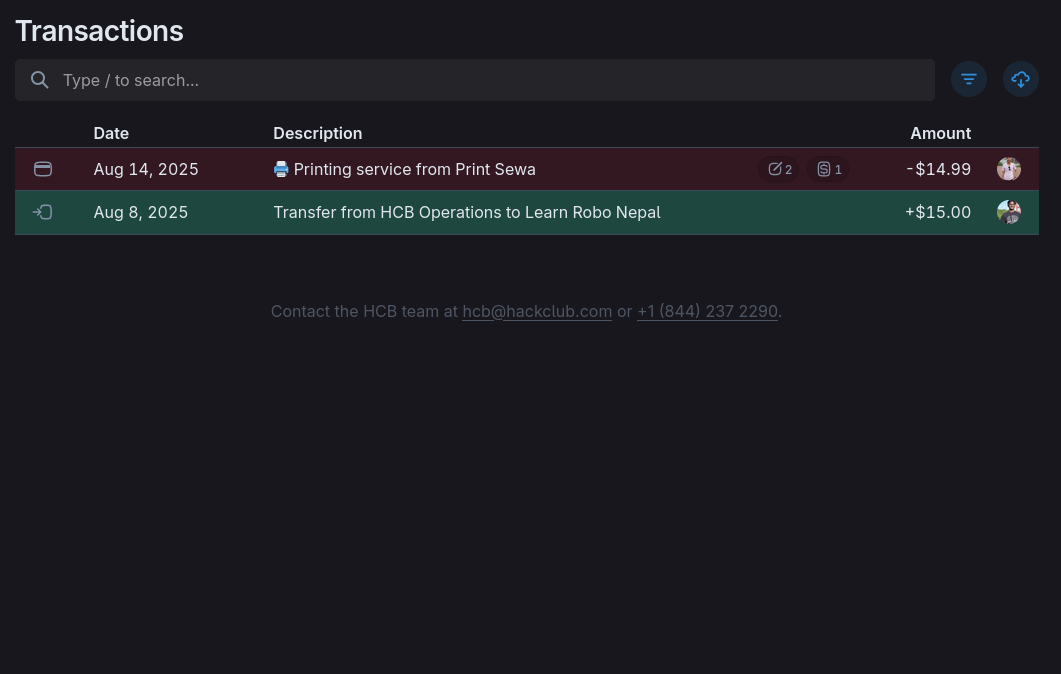 Transactions
Type / to search...
Date Description Amount
Aug 14, 2025 🖨️ Printing service from Print Sewa 2 1 -$14.99
Aug 8, 2025 Transfer from HCB Operations to Learn Robo Nepal +$15.00
Contact the HCB team at hcb@hackclub.com or +1 (844) 237 2290.